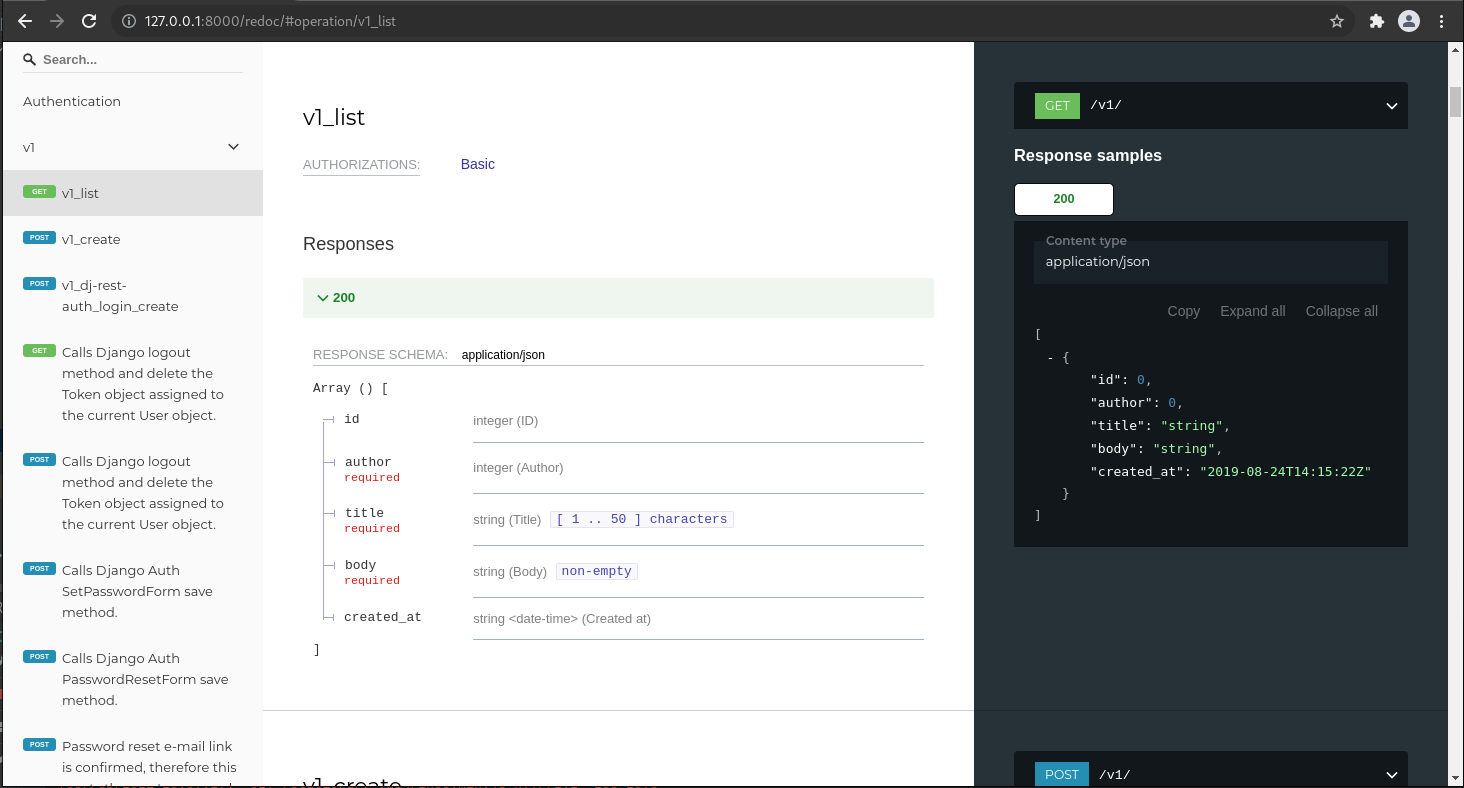 127.0.0.1:8000/redoc/#operation/v1_list
Search...
Authentication
v1
GET v1_list
POST v1_create
POST v1_dj-rest-
auth_login_create
GET Calls Django logout
method and delete the
Token object assigned to
the current User object.
POST Calls Django logout
method and delete the
Token object assigned to
the current User object.
POST Calls Django Auth
SetPasswordForm save
method.
POST Calls Django Auth
PasswordResetForm save
method.
POST Password reset e-mail link
is confirmed, therefore this
v1_list
AUTHORIZATIONS: Basic
Responses
200
RESPONSE SCHEMA: application/json
Array () [
id integer (ID)
author integer (Author)
required
title string (Title) [ 1 .. 50 ] characters
required
body string (Body) non-empty
required
created_at string <date-time> (Created at)
]
v1_create
GET /v1/
Response samples
200
Content type
application/json
Copy Expand all Collapse all
[
- {
"id": 0,
"author": 0,
"title": "string",
"body": "string",
"created_at": "2019-08-24T14:15:22Z"
}
]
POST /v1/